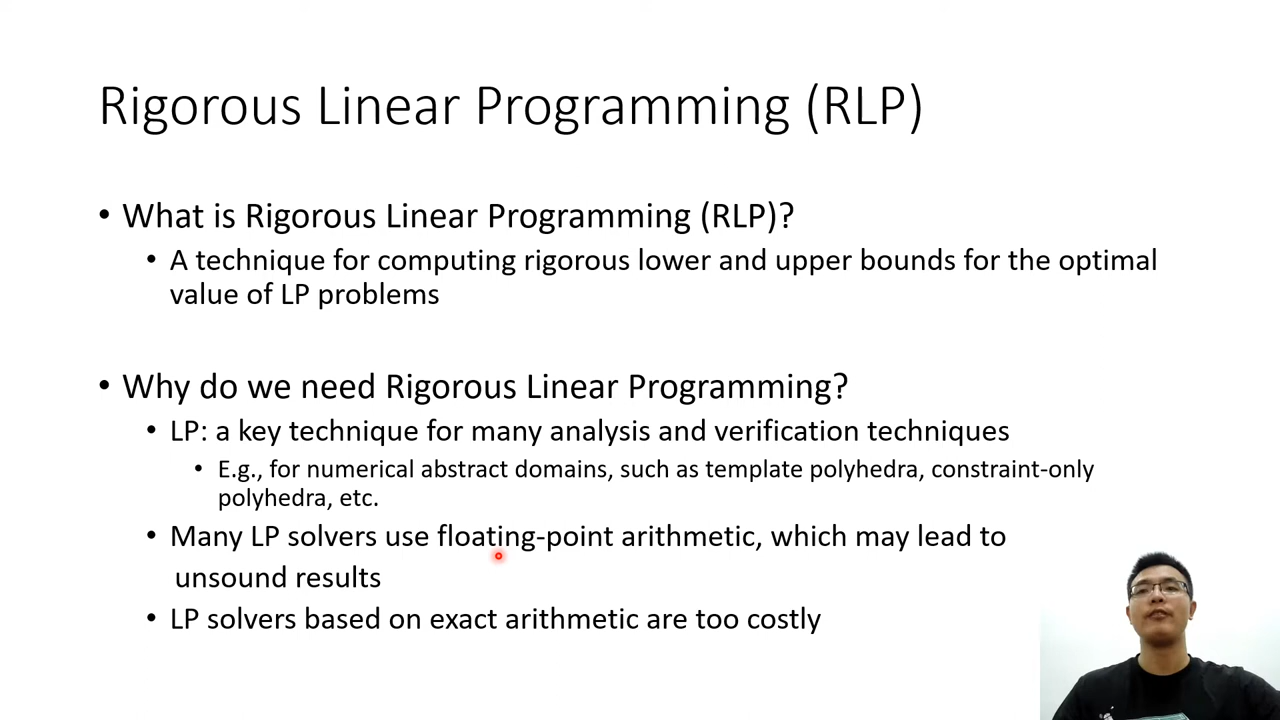 Rigorous Linear Programming (RLP)
• What is Rigorous Linear Programming (RLP)?
• A technique for computing rigorous lower and upper bounds for the optimal
value of LP problems
• Why do we need Rigorous Linear Programming?
• LP: a key technique for many analysis and verification techniques
• E.g., for numerical abstract domains, such as template polyhedra, constraint-only
polyhedra, etc.
• Many LP solvers use floating-point arithmetic, which may lead to
unsound results
• LP solvers based on exact arithmetic are too costly